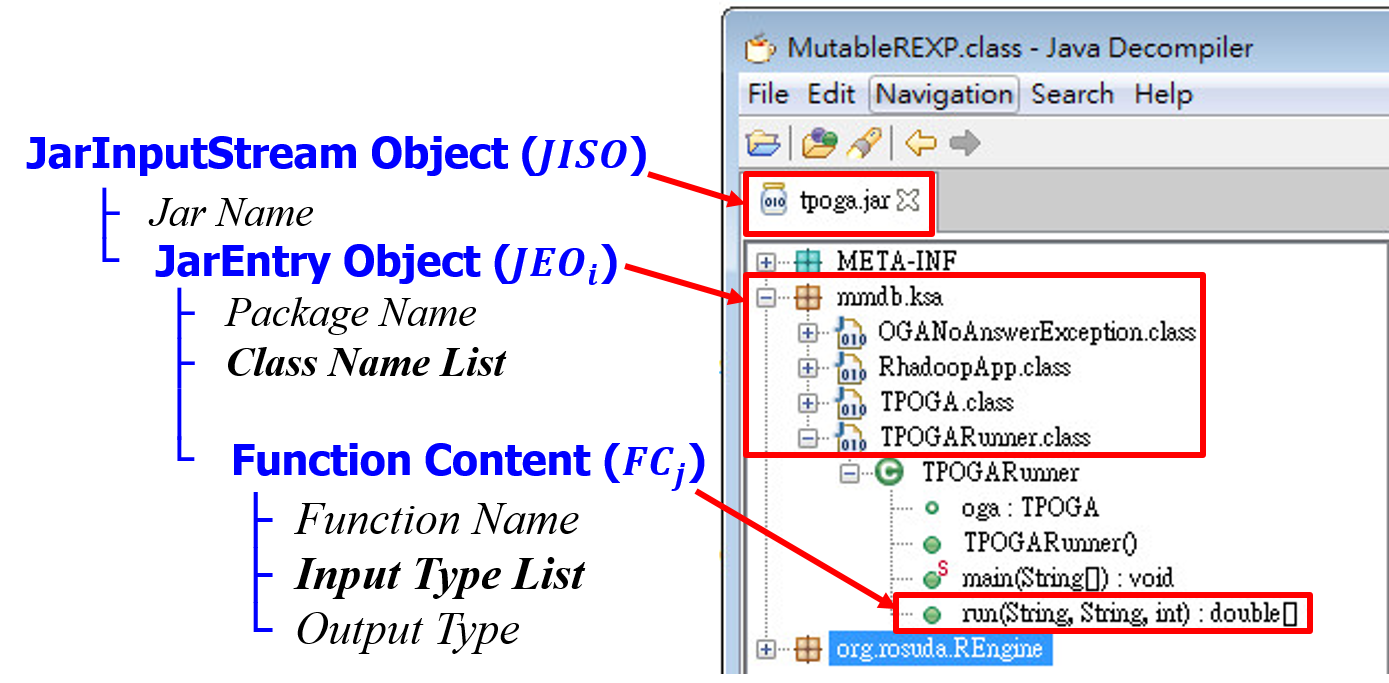 JarInputStream Object (JISO)
Jar Name
JarEntry Object (JEOᵢ)
Package Name
Class Name List
Function Content (FCⱼ)
Function Name
Input Type List
Output Type
MutableREXP.class - Java Decompiler
File Edit Navigation Search Help
tpoga.jar
META-INF
mmdb.ksa
OGANoAnswerException.class
RhadoopApp.class
TPOGA.class
TPOGARunner.class
TPOGARunner
oga : TPOGA
TPOGARunner()
main(String[]) : void
run(String, String, int) : double[]
org.rosuda.REngine